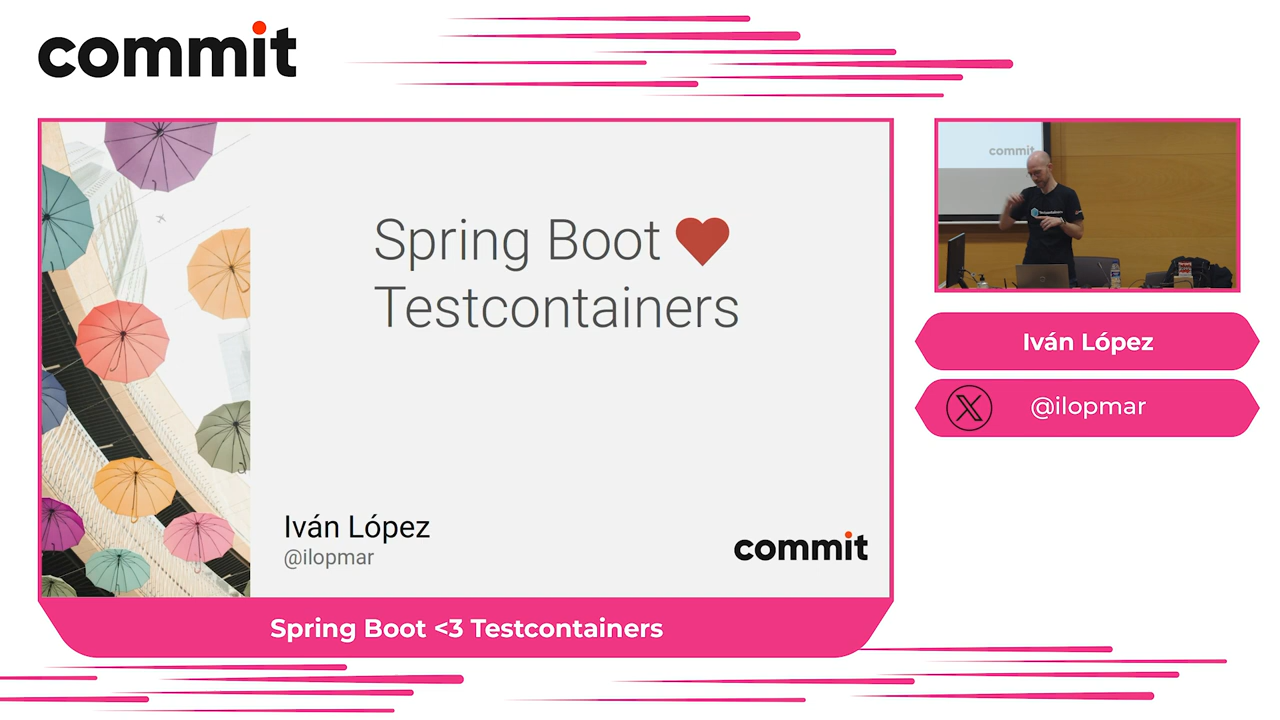 commit
Spring Boot ❤
Testcontainers
Iván López
@ilopmar
commit
Spring Boot <3 Testcontainers
commit
Iván López
@ilopmar